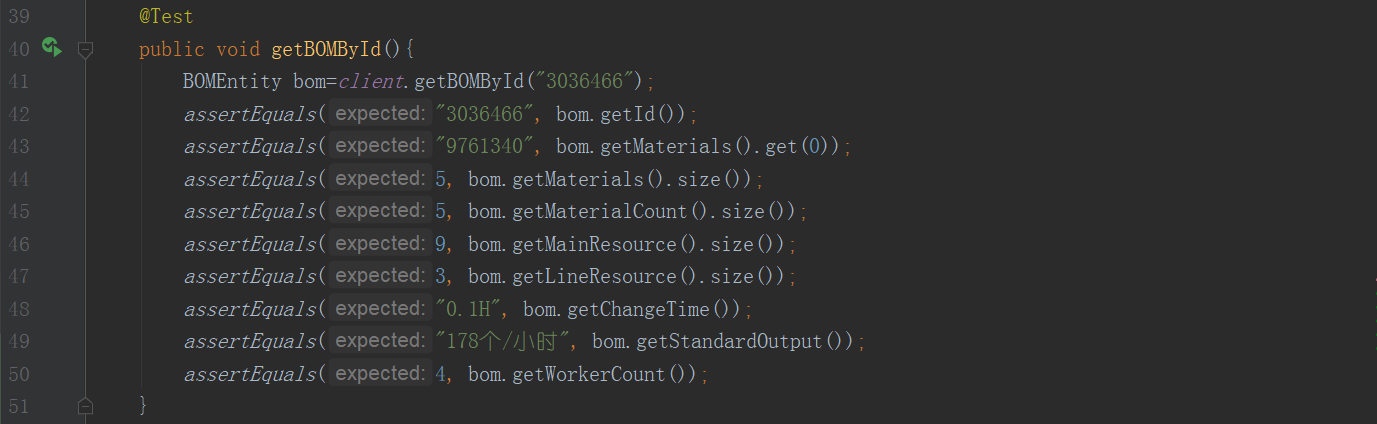 39 @Test
40 public void getBOMById(){
41 BOMEntity bom=client.getBOMById("3036466");
42 assertEquals( expected: "3036466", bom.getId());
43 assertEquals( expected: "9761340", bom.getMaterials().get(0));
44 assertEquals( expected: 5, bom.getMaterials().size());
45 assertEquals( expected: 5, bom.getMaterialCount().size());
46 assertEquals( expected: 9, bom.getMainResource().size());
47 assertEquals( expected: 3, bom.getLineResource().size());
48 assertEquals( expected: "0.1H", bom.getChangeTime());
49 assertEquals( expected: "178个/小时", bom.getStandardOutput());
50 assertEquals( expected: 4, bom.getWorkerCount());
51 }